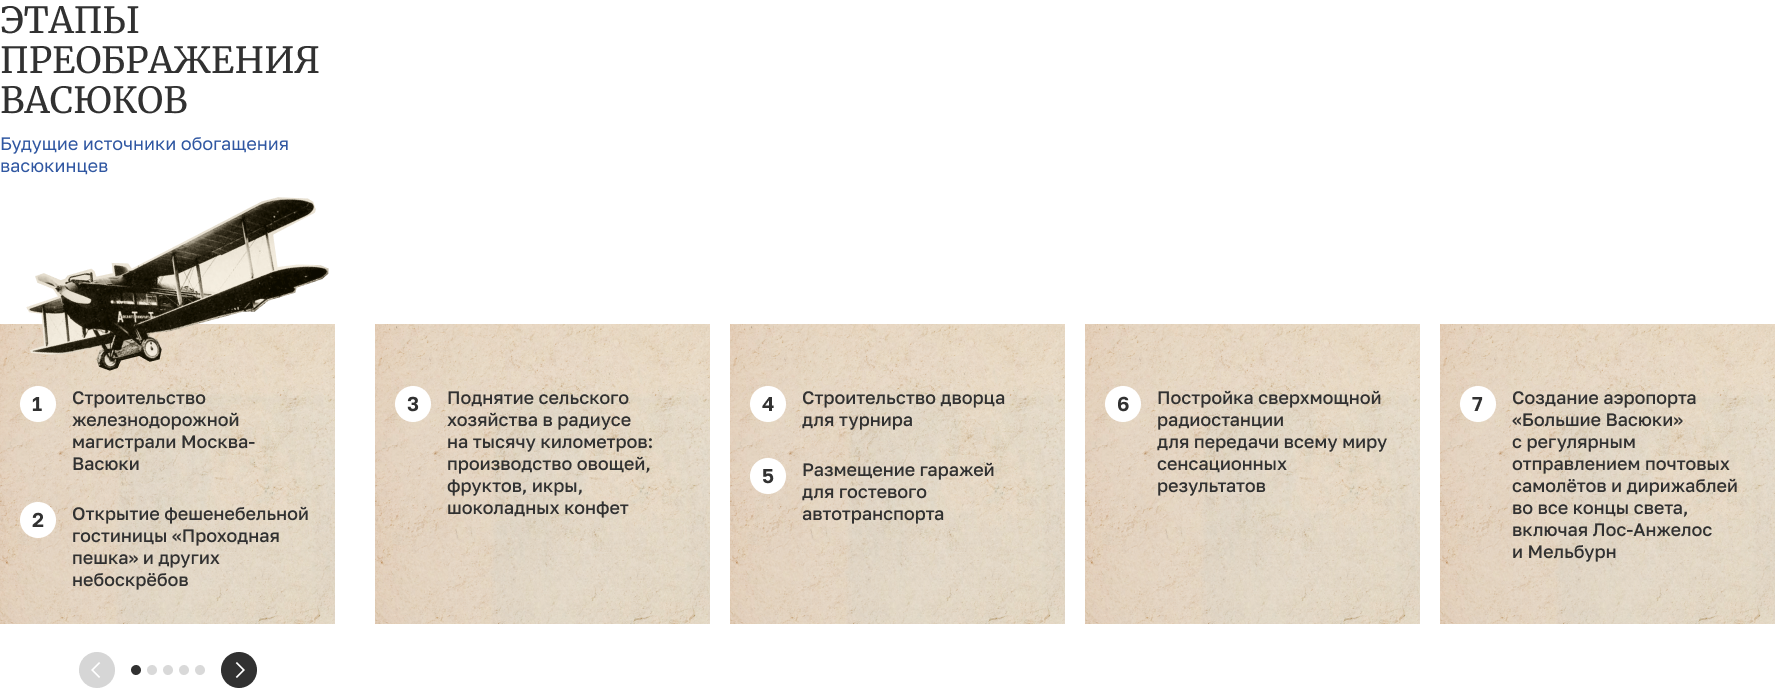 ЭТАПЫ
ПРЕОБРАЖЕНИЯ
ВАСЮКОВ
Будущие источники обогащения
васюкинцев
1
Строительство
железнодорожной
магистрали Москва-
Васюки
2
Открытие фешенебельной
гостиницы «Проходная
пешка» и других
небоскрёбов
3
Поднятие сельского
хозяйства в радиусе
на тысячу километров:
производство овощей,
фруктов, икры,
шоколадных конфет
4
Строительство дворца
для турнира
5
Размещение гаражей
для гостевого
автотранспорта
6
Постройка сверхмощной
радиостанции
для передачи всему миру
сенсационных
результатов
7
Создание аэропорта
«Большие Васюки»
с регулярным
отправлением почтовых
самолётов и дирижаблей
во все концы света,
включая Лос-Анжелос
и Мельбурн